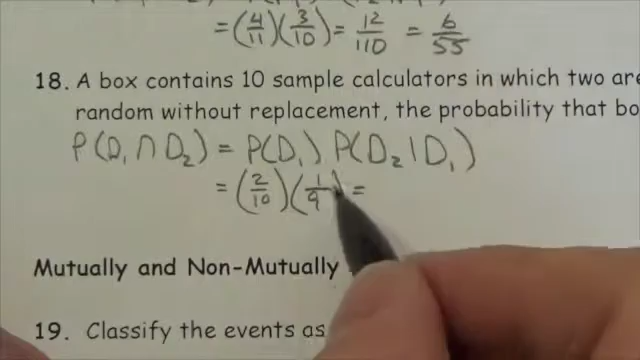 = (4/11)(3/10) = 12/110 = 6/55
18. A box contains 10 sample calculators in which two are
random without replacement, the probability that bo
P(D₁ ∩ D₂) = P(D₁) P(D₂ | D₁)
= (2/10)(1/9) =
Mutually and Non-Mutually
19. Classify the events as